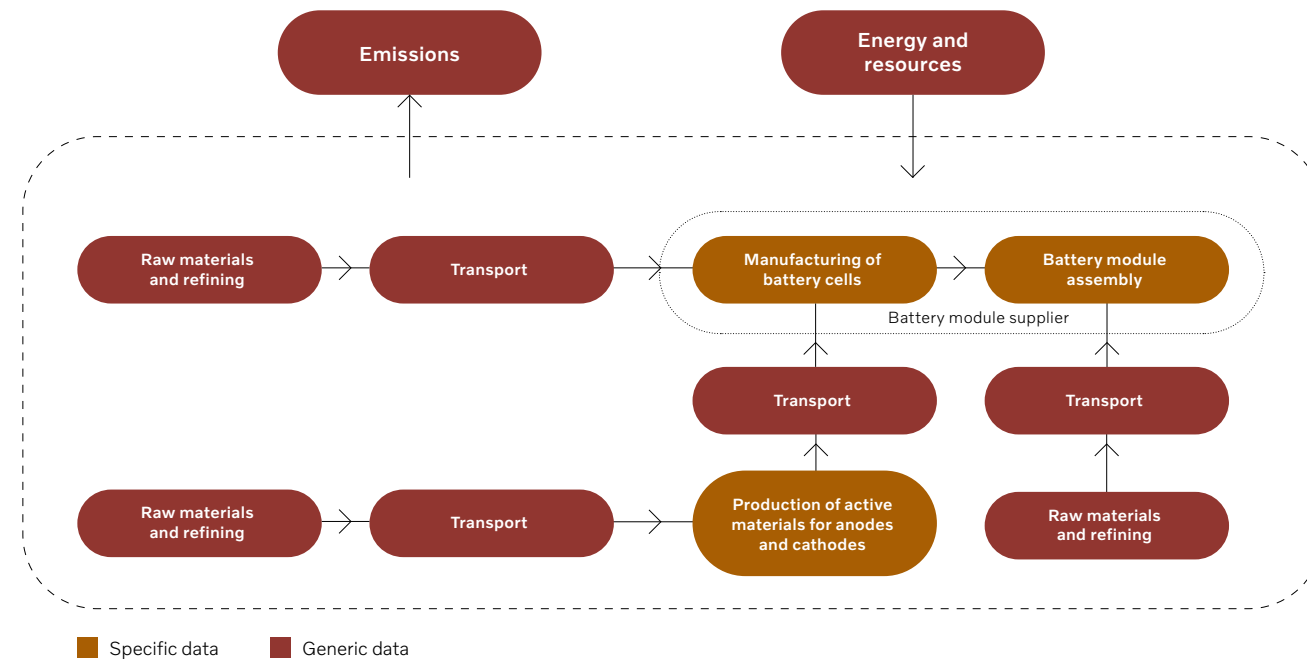 Emissions
Energy and
resources
Raw materials
and refining
Transport
Manufacturing of
battery cells
Battery module
assembly
Battery module supplier
Transport
Transport
Raw materials
and refining
Transport
Production of active
materials for anodes
and cathodes
Raw materials
and refining
Specific data
Generic data